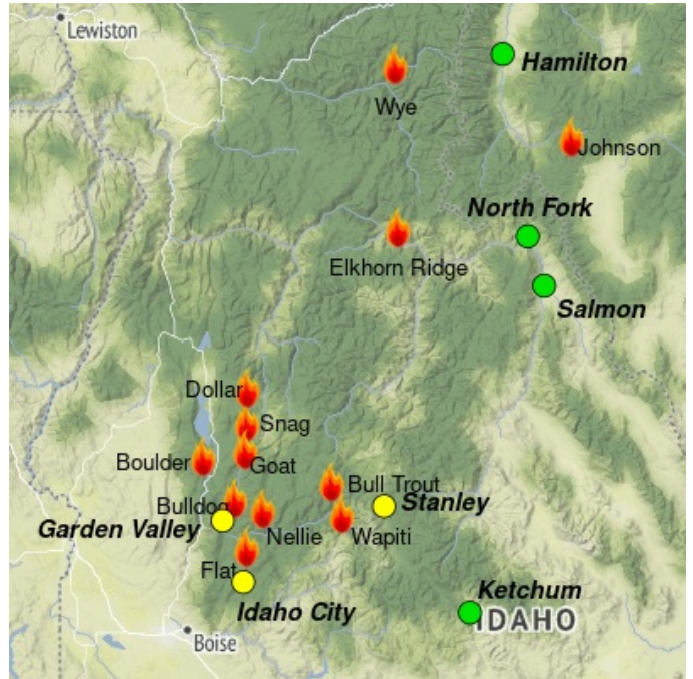 Lewiston
Hamilton
Wye
Johnson
North Fork
Elkhorn Ridge
Salmon
Dollar
Snag
Boulder
Goat
Bull Trout
Bulldog
Stanley
Garden Valley
Nellie
Wapiti
Flat
Idaho City
Ketchum
IDAHO
Boise